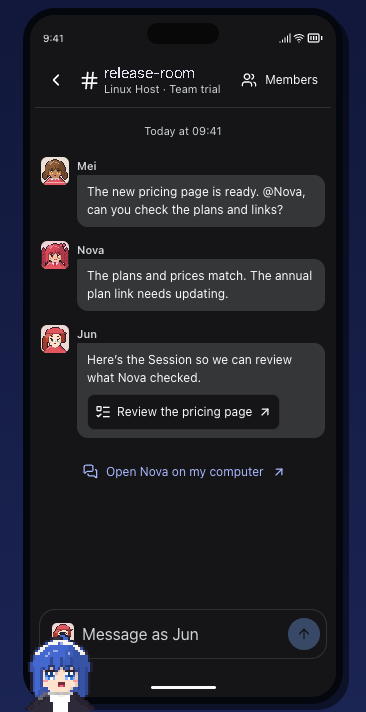 9:41
release-room
Linux Host · Team trial
Members
Today at 09:41
Mei
The new pricing page is ready. @Nova,
can you check the plans and links?
Nova
The plans and prices match. The annual
plan link needs updating.
Jun
Here's the Session so we can review
what Nova checked.
Review the pricing page
Open Nova on my computer
Message as Jun